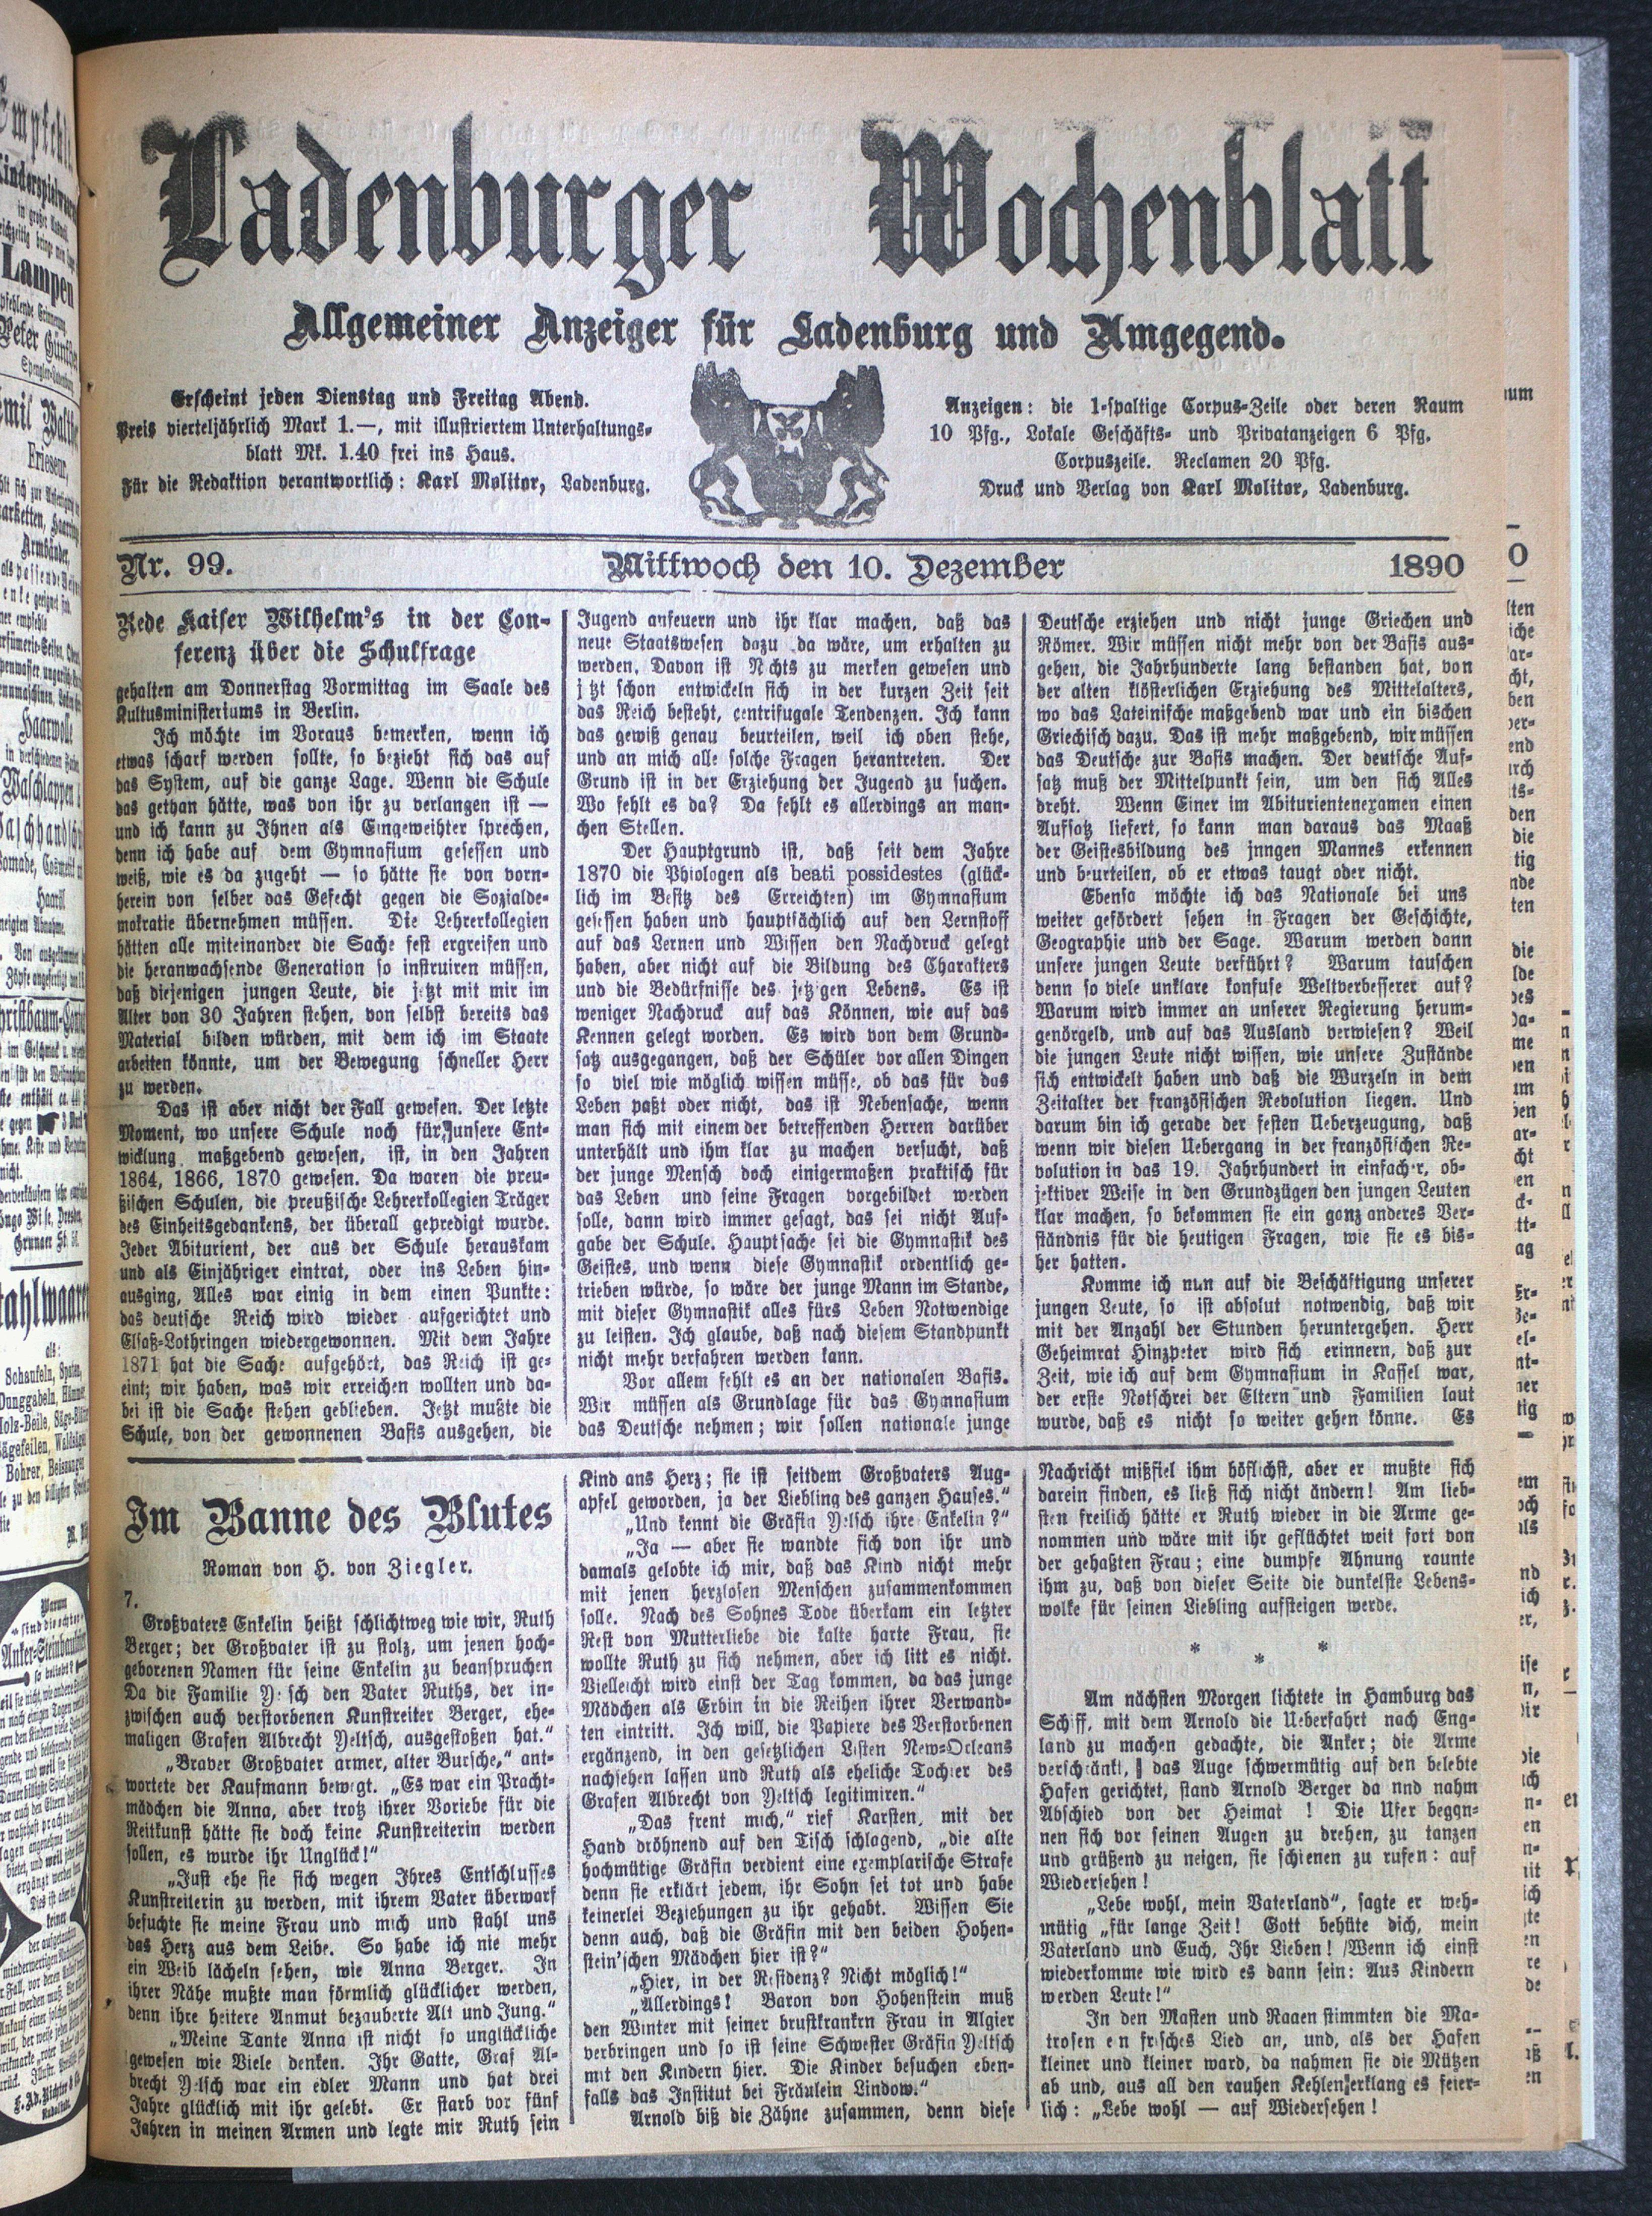 Ladenburger Wochenblatt
Allgemeiner Anzeiger für Ladenburg und Umgegend.
Erscheint jeden Dienstag und Freitag Abend.
Preis vierteljährlich Mark 1.—, mit illustriertem Unterhaltungs-
blatt Mk. 1.40 frei ins Haus.
Für die Redaktion verantwortlich: Karl Molitor, Ladenburg.
Anzeigen: die 1-spaltige Corpus-Zeile oder deren Raum
10 Pfg., Lokale Geschäfts- und Privatanzeigen 6 Pfg.
Corpuszeile. Reclamen 20 Pfg.
Druck und Verlag von Karl Molitor, Ladenburg.
Nr. 99. Mittwoch den 10. Dezember 1890
Rede Kaiser Wilhelm's in der Con-
ferenz über die Schulfrage
gehalten am Donnerstag Vormittag im Saale des
Kultusministeriums in Berlin.
Ich möchte im Voraus bemerken, wenn ich
etwas scharf werden sollte, so bezieht sich das auf
das System, auf die ganze Lage. Wenn die Schule
das gethan hätte, was von ihr zu verlangen ist —
und ich kann zu Ihnen als Eingeweihter sprechen,
denn ich habe auf dem Gymnasium gesessen und
weiß, wie es da zugeht — so hätte sie von vorn-
herein von selber das Gefecht gegen die Sozialde-
mokratie übernehmen müssen. Die Lehrerkollegien
hätten alle miteinander die Sache fest ergreifen und
die heranwachsende Generation so instruiren müssen,
daß diejenigen jungen Leute, die jetzt mit mir im
Alter von 30 Jahren stehen, von selbst bereits das
Material bilden würden, mit dem ich im Staate
arbeiten könnte, um der Bewegung schneller Herr
zu werden.
Das ist aber nicht der Fall gewesen. Der letzte
Moment, wo unsere Schule noch für unsere Ent-
wicklung maßgebend gewesen, ist, in den Jahren
1864, 1866, 1870 gewesen. Da waren die preu-
ßischen Schulen, die preußische Lehrerkollegien Träger
des Einheitsgedankens, der überall gepredigt wurde.
Jeder Abiturient, der aus der Schule herauskam
und als Einjähriger eintrat, oder ins Leben hin-
ausging, Alles war einig in dem einen Punkte:
das deutsche Reich wird wieder aufgerichtet und
Elsaß-Lothringen wiedergewonnen. Mit dem Jahre
1871 hat die Sache aufgehört, das Reich ist ge-
eint; wir haben, was wir erreichen wollten und da-
bei ist die Sache stehen geblieben. Jetzt mußte die
Schule, von der gewonnenen Basis ausgehen, die
Jugend anfeuern und ihr klar machen, daß das
neue Staatswesen dazu da wäre, um erhalten zu
werden. Davon ist Nichts zu merken gewesen und
jtzt schon entwickeln sich in der kurzen Zeit seit
das Reich besteht, centrifugale Tendenzen. Ich kann
das gewiß genau beurteilen, weil ich oben stehe,
und an mich alle solche Fragen herantreten. Der
Grund ist in der Erziehung der Jugend zu suchen.
Wo fehlt es da? Da fehlt es allerdings an man-
chen Stellen.
Der Hauptgrund ist, daß seit dem Jahre
1870 die Phiologen als beati possidestes (glück-
lich im Besitz des Erreichten) im Gymnasium
gesessen haben und hauptsächlich auf den Lernstoff
auf das Lernen und Wissen den Nachdruck gelegt
haben, aber nicht auf die Bildung des Charakters
und die Bedürfnisse des jetzigen Lebens. Es ist
weniger Nachdruck auf das Können, wie auf das
Kennen gelegt worden. Es wird von dem Grund-
satz ausgegangen, daß der Schüler vor allen Dingen
so viel wie möglich wissen müsse, ob das für das
Leben paßt oder nicht, das ist Nebensache, wenn
man sich mit einem der betreffenden Herren darüber
unterhält und ihm klar zu machen versucht, daß
der junge Mensch doch einigermaßen praktisch für
das Leben und seine Fragen vorgebildet werden
solle, dann wird immer gesagt, das sei nicht Auf-
gabe der Schule. Hauptsache sei die Gymnastik des
Geistes, und wenn diese Gymnastik ordentlich ge-
trieben würde, so wäre der junge Mann im Stande,
mit dieser Gymnastik alles fürs Leben Notwendige
zu leisten. Ich glaube, daß nach diesem Standpunkt
nicht mehr verfahren werden kann.
Vor allem fehlt es an der nationalen Basis.
Wir müssen als Grundlage für das Gymnasium
das Deutsche nehmen; wir sollen nationale junge
Deutsche erziehen und nicht junge Griechen und
Römer. Wir müssen nicht mehr von der Basis aus-
gehen, die Jahrhunderte lang bestanden hat, von
der alten klösterlichen Erziehung des Mittelalters,
wo das Lateinische maßgebend war und ein bischen
Griechisch dazu. Das ist mehr maßgebend, wir müssen
das Deutsche zur Basis machen. Der deutsche Auf-
satz muß der Mittelpunkt sein, um den sich Alles
dreht. Wenn Einer im Abiturientenexamen einen
Aufsatz liefert, so kann man daraus das Maaß
der Geistesbildung des jnngen Mannes erkennen
und beurteilen, ob er etwas taugt oder nicht.
Ebensa möchte ich das Nationale bei uns
weiter gefördert sehen in Fragen der Geschichte,
Geographie und der Sage. Warum werden dann
unsere jungen Leute verführt? Warum tauschen
denn so viele unklare konfuse Weltverbesserer auf?
Warum wird immer an unserer Regierung herum-
genörgeld, und auf das Ausland verwiesen? Weil
die jungen Leute nicht wissen, wie unsere Zustände
sich entwickelt haben und daß die Wurzeln in dem
Zeitalter der französischen Revolution liegen. Und
darum bin ich gerade der festen Ueberzeugung, daß
wenn wir diesen Uebergang in der französischen Re-
volution in das 19. Jahrhundert in einfacher, ob-
jektiver Weise in den Grundzügen den jungen Leuten
klar machen, so bekommen sie ein ganz anderes Ver-
ständnis für die heutigen Fragen, wie sie es bis-
her hatten.
Komme ich nun auf die Beschäftigung unserer
jungen Leute, so ist absolut notwendig, daß wir
mit der Anzahl der Stunden heruntergehen. Herr
Geheimrat Hinzpeter wird sich erinnern, daß zur
Zeit, wie ich auf dem Gymnasium in Kassel war,
der erste Notschrei der Eltern und Familien laut
wurde, daß es nicht so weiter gehen könne. Es
Im Banne des Blutes
Roman von H. von Ziegler.
7.
Großvaters Enkelin heißt schlichtweg wie wir, Ruth
Berger; der Großvater ist zu stolz, um jenen hoch-
geborenen Namen für seine Enkelin zu beanspruchen
Da die Familie Y sch den Vater Ruths, der in-
zwischen auch verstorbenen Kunstreiter Berger, ehe-
maligen Grafen Albrecht Yeltsch, ausgestoßen hat."
„Braver Großvater armer, alter Bursche," ant-
wortete der Kaufmann bewegt. „Es war ein Pracht-
mädchen die Anna, aber trotz ihrer Vorliebe für die
Reitkunst hätte sie doch keine Kunstreiterin werden
sollen, es wurde ihr Unglück!"
„Just ehe sie sich wegen Ihres Entschlusses
Kunstreiterin zu werden, mit ihrem Vater überwarf
besuchte sie meine Frau und mich und stahl uns
das Herz aus dem Leibe. So habe ich nie mehr
ein Weib lächeln sehen, wie Anna Berger. In
ihrer Nähe mußte man förmlich glücklicher werden,
denn ihre heitere Anmut bezauberte Alt und Jung."
„Meine Tante Anna ist nicht so unglückliche
gewesen wie Viele denken. Ihr Gatte, Graf Al-
brecht Y lsch war ein edler Mann und hat drei
Jahre glücklich mit ihr gelebt. Er starb vor fünf
Jahren in meinen Armen und legte mir Ruth sein
Kind ans Herz; sie ist seitdem Großvaters Aug-
apfel geworden, ja der Liebling des ganzen Hauses."
„Und kennt die Gräfin Y lsch ihre Enkelin?"
„Ja — aber sie wandte sich von ihr und
damals gelobte ich mir, daß das Kind nicht mehr
mit jenen herzlosen Menschen zusammenkommen
solle. Nach des Sohnes Tode überkam ein letzter
Rest von Mutterliebe die kalte harte Frau, sie
wollte Ruth zu sich nehmen, aber ich litt es nicht.
Vielleicht wird einst der Tag kommen, da das junge
Mädchen als Erbin in die Reihen ihrer Verwand-
ten eintritt. Ich will, die Papiere des Verstorbenen
ergänzend, in den gesetzlichen Listen New-Orleans
nachsehen lassen und Ruth als eheliche Tochter des
Grafen Albrecht von Yeltsch legitimiren."
„Das frent mich," rief Karsten, mit der
Hand dröhnend auf den Tisch schlagend, „die alte
hochmütige Gräfin verdient eine exemplarische Strafe
denn sie erklärt jedem, ihr Sohn sei tot und habe
keinerlei Beziehungen zu ihr gehabt. Wissen Sie
denn auch, daß die Gräfin mit den beiden Hohen-
stein'schen Mädchen hier ist?"
„Hier, in der Residenz? Nicht möglich!"
„Allerdings! Baron von Hohenstein muß
den Winter mit seiner brustkrankrn Frau in Algier
verbringen und so ist seine Schwester Gräfin Yeltsch
mit den Kindern hier. Die Kinder besuchen eben-
falls das Institut bei Fräulein Lindow."
Arnold biß die Zähne zusammen, denn diese
Nachricht mißfiel ihm höflichst, aber er mußte sich
darein finden, es ließ sich nicht ändern! Am lieb-
sten freilich hätte er Ruth wieder in die Arme ge-
nommen und wäre mit ihr geflüchtet weit fort von
der gehaßten Frau; eine dumpfe Ahnung raunte
ihm zu, daß von dieser Seite die dunkelste Lebens-
wolke für seinen Liebling aufsteigen werde.
* * *
Am nächsten Morgen lichtete in Hamburg das
Schiff, mit dem Arnold die Ueberfahrt nach Eng-
land zu machen gedachte, die Anker; die Arme
verschränkt, das Auge schwermütig auf den belebte
Hafen gerichtet, stand Arnold Berger da nnd nahm
Abschied von der Heimat ! Die Ufer began-
nen sich vor seinen Augen zu drehen, zu tanzen
und grüßend zu neigen, sie schienen zu rufen: auf
Wiedersehen!
„Lebe wohl, mein Vaterland", sagte er weh-
mütig „für lange Zeit! Gott behüte dich, mein
Vaterland und Euch, Ihr Lieben! Wenn ich einst
wiederkomme wie wird es dann sein: Aus Kindern
werden Leute!"
In den Masten und Raaen stimmten die Ma-
trosen e n frisches Lied an, und, als der Hafen
kleiner und kleiner ward, da nahmen sie die Mützen
ab und, aus all den rauhen Kehlen erklang es feier-
lich: „Lebe wohl — auf Wiedersehen!